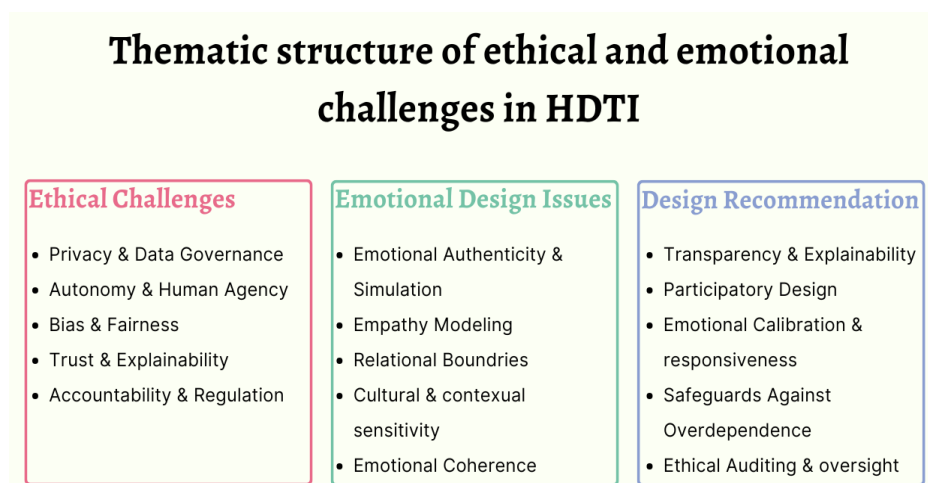 Thematic structure of ethical and emotional
challenges in HDTI
Ethical Challenges
• Privacy & Data Governance
• Autonomy & Human Agency
• Bias & Fairness
• Trust & Explainability
• Accountability & Regulation
Emotional Design Issues
• Emotional Authenticity &
Simulation
• Empathy Modeling
• Relational Boundries
• Cultural & contexual
sensitivity
• Emotional Coherence
Design Recommendation
• Transparency & Explainability
• Participatory Design
• Emotional Calibration &
responsiveness
• Safeguards Against
Overdependence
• Ethical Auditing & oversight